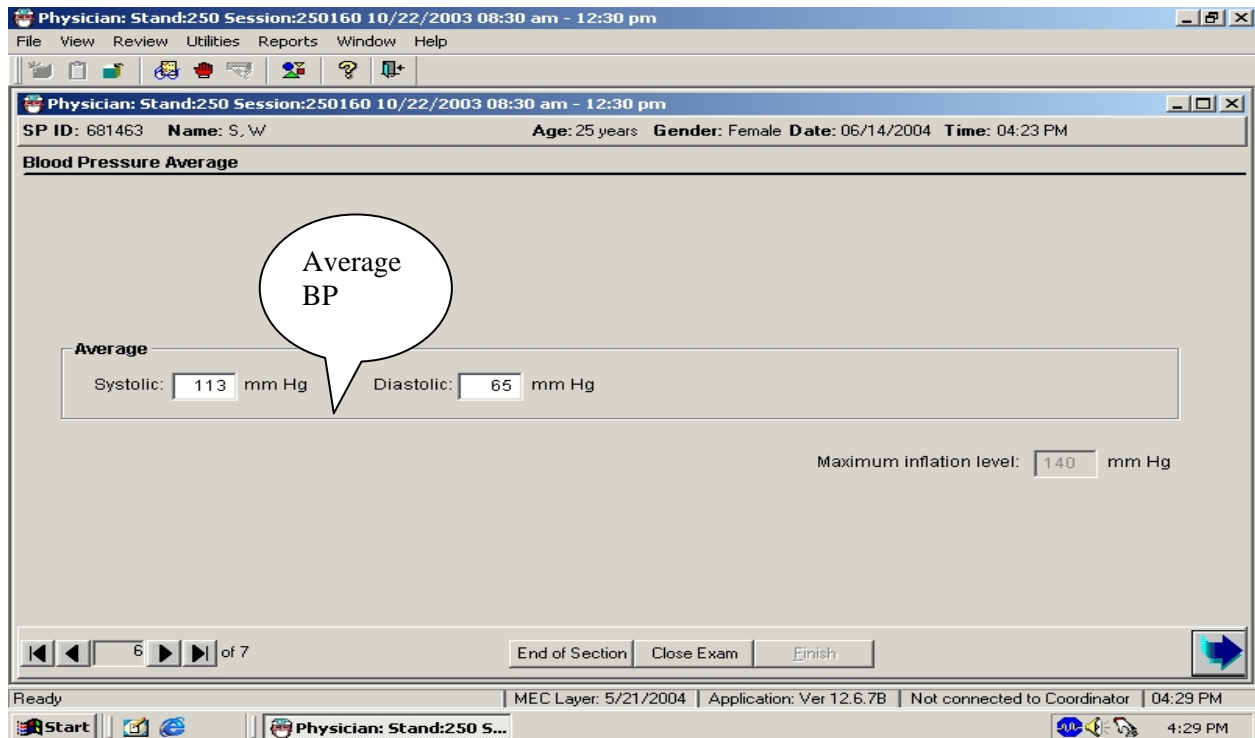 Physician: Stand:250 Session:250160 10/22/2003 08:30 am - 12:30 pm
File View Review Utilities Reports Window Help
Physician: Stand:250 Session:250160 10/22/2003 08:30 am - 12:30 pm
SP ID: 681463 Name: S, W Age: 25 years Gender: Female Date: 06/14/2004 Time: 04:23 PM
Blood Pressure Average
Average
BP
Average
Systolic: 113 mm Hg Diastolic: 65 mm Hg
Maximum inflation level: 140 mm Hg
6 of 7 End of Section Close Exam Finish
Ready MEC Layer: 5/21/2004 Application: Ver 12.6.7B Not connected to Coordinator 04:29 PM
Start Physician: Stand:250 S... 4:29 PM